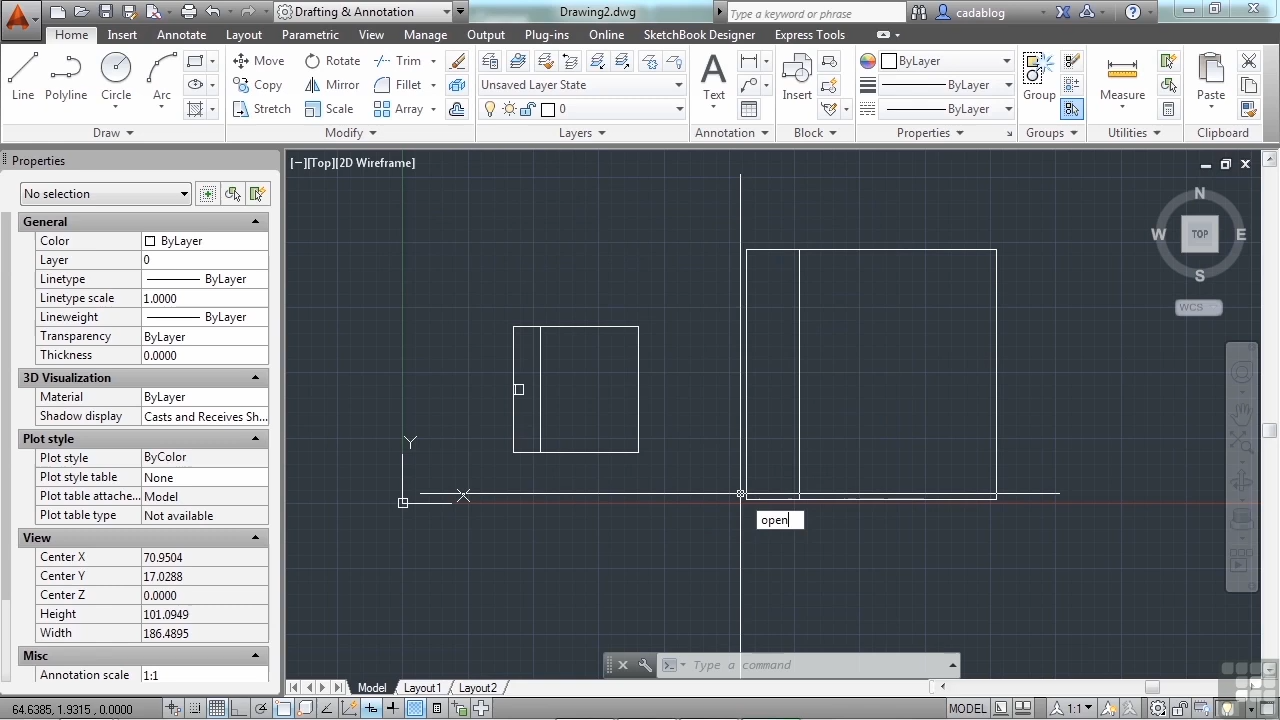 Drafting & Annotation
Drawing2.dwg
Type a keyword or phrase
cadablog
Home Insert Annotate Layout Parametric View Manage Output Plug-ins Online SketchBook Designer Express Tools
Line
Polyline
Circle
Arc
Draw
Move
Rotate
Trim
Copy
Mirror
Fillet
Stretch
Scale
Array
Modify
Unsaved Layer State
0
Layers
Text
Annotation
Insert
Block
ByLayer
ByLayer
ByLayer
Properties
Group
Groups
Measure
Utilities
Paste
Clipboard
Properties
No selection
General
Color ByLayer
Layer 0
Linetype ByLayer
Linetype scale 1.0000
Lineweight ByLayer
Transparency ByLayer
Thickness 0.0000
3D Visualization
Material ByLayer
Shadow display Casts and Receives Sh...
Plot style
Plot style ByColor
Plot style table None
Plot table attache... Model
Plot table type Not available
View
Center X 70.9504
Center Y 17.0288
Center Z 0.0000
Height 101.0949
Width 186.4895
Misc
Annotation scale 1:1
[−][Top][2D Wireframe]
N
W TOP E
S
WCS
Y
X
open
Type a command
Model Layout1 Layout2
64.6385, 1.9315 , 0.0000
MODEL
1:1